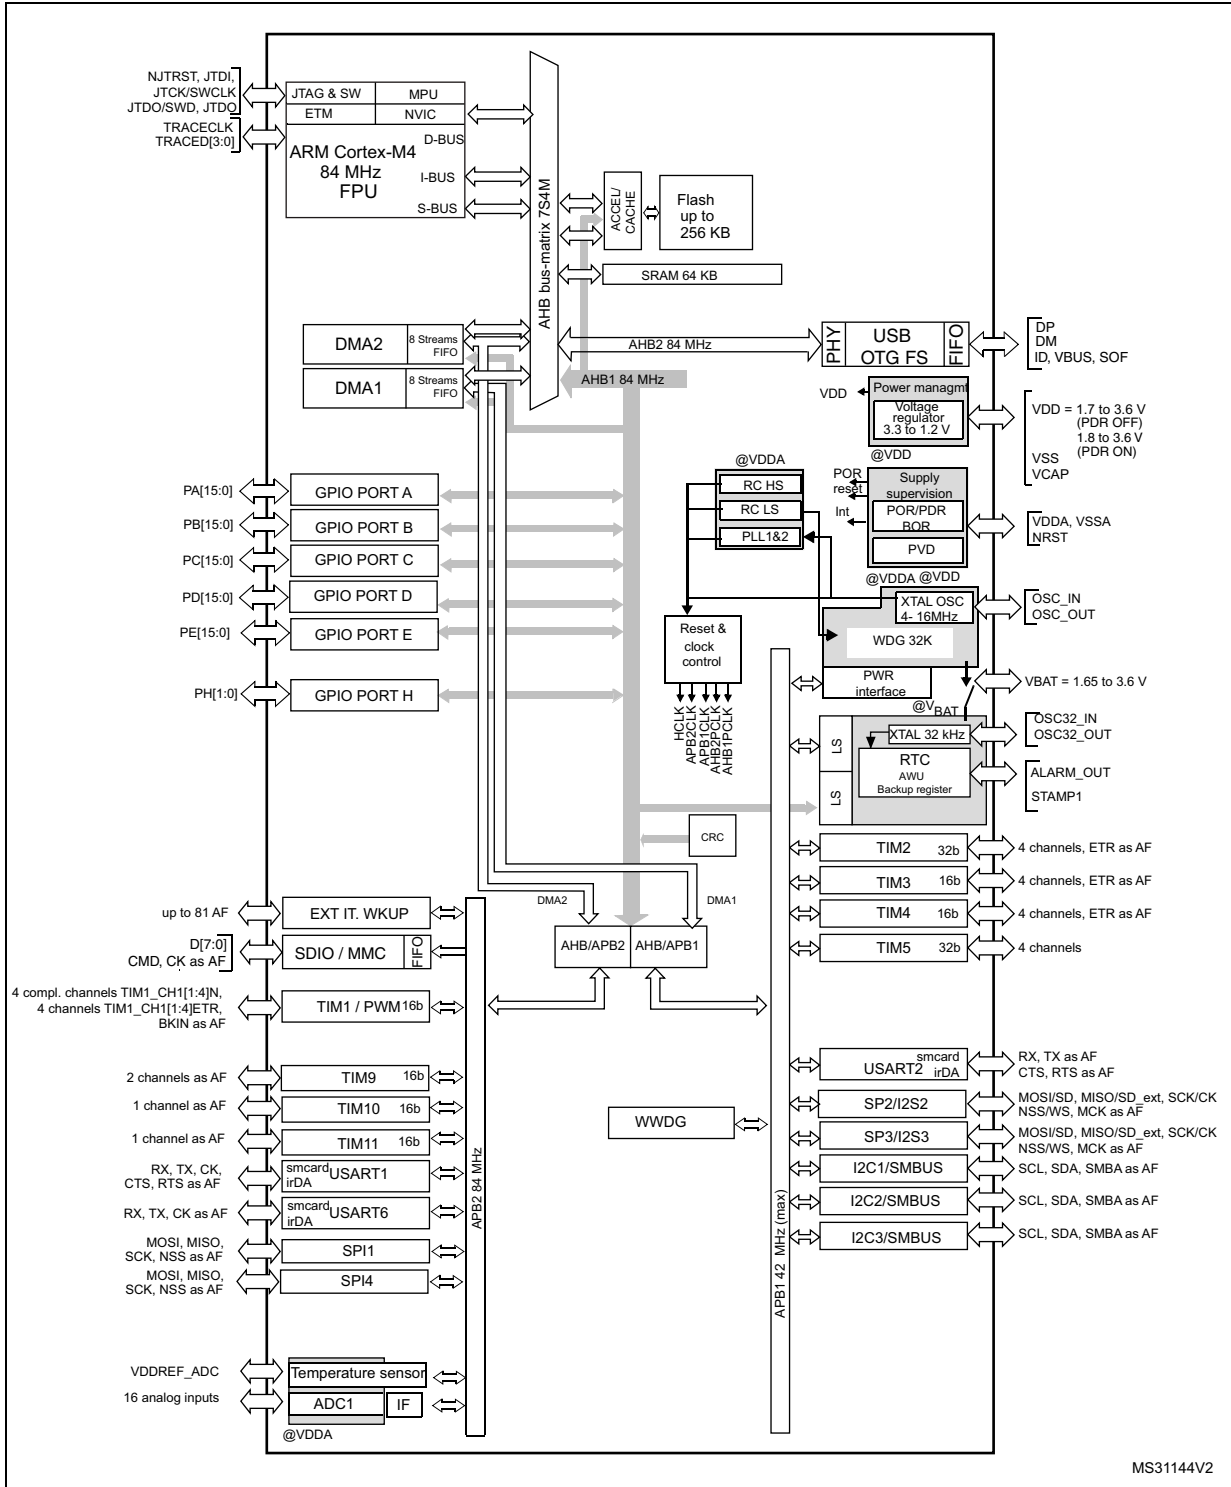 NJTRST, JTDI,
JTCK/SWCLK
JTDO/SWD, JTDO
TRACECLK
TRACED[3:0]
JTAG & SW
MPU
ETM
NVIC
ARM Cortex-M4
84 MHz
FPU
D-BUS
I-BUS
S-BUS
AHB bus-matrix 7S4M
ACCEL/
CACHE
Flash
up to
256 KB
SRAM 64 KB
DMA2
8 Streams
FIFO
DMA1
8 Streams
FIFO
AHB2 84 MHz
AHB1 84 MHz
PHY
USB
OTG FS
FIFO
DP
DM
ID, VBUS, SOF
VDD
Power managmt
Voltage
regulator
3.3 to 1.2 V
@VDD
VDD = 1.7 to 3.6 V
(PDR OFF)
1.8 to 3.6 V
(PDR ON)
VSS
VCAP
@VDDA
RC HS
RC LS
PLL1&2
POR
reset
Int
Supply
supervision
POR/PDR
BOR
PVD
VDDA, VSSA
NRST
@VDDA @VDD
XTAL OSC
4- 16MHz
WDG 32K
OSC_IN
OSC_OUT
Reset &
clock
control
HCLK
APB2CLK
APB1CLK
AHB2PCLK
AHB1PCLK
PWR
interface
VBAT = 1.65 to 3.6 V
@VBAT
LS
LS
XTAL 32 kHz
RTC
AWU
Backup register
OSC32_IN
OSC32_OUT
ALARM_OUT
STAMP1
PA[15:0]
GPIO PORT A
PB[15:0]
GPIO PORT B
PC[15:0]
GPIO PORT C
PD[15:0]
GPIO PORT D
PE[15:0]
GPIO PORT E
PH[1:0]
GPIO PORT H
CRC
DMA2
DMA1
AHB/APB2
AHB/APB1
TIM2 32b
4 channels, ETR as AF
TIM3 16b
4 channels, ETR as AF
TIM4 16b
4 channels, ETR as AF
TIM5 32b
4 channels
up to 81 AF
EXT IT. WKUP
D[7:0]
CMD, CK as AF
SDIO / MMC
FIFO
4 compl. channels TIM1_CH1[1:4]N,
4 channels TIM1_CH1[1:4]ETR,
BKIN as AF
TIM1 / PWM 16b
2 channels as AF
TIM9 16b
1 channel as AF
TIM10 16b
1 channel as AF
TIM11 16b
RX, TX, CK,
CTS, RTS as AF
smcard
irDA
USART1
RX, TX, CK as AF
smcard
irDA
USART6
MOSI, MISO,
SCK, NSS as AF
SPI1
MOSI, MISO,
SCK, NSS as AF
SPI4
VDDREF_ADC
Temperature sensor
16 analog inputs
ADC1
IF
@VDDA
APB2 84 MHz
WWDG
APB1 42 MHz (max)
USART2
smcard
irDA
RX, TX as AF
CTS, RTS as AF
SP2/I2S2
MOSI/SD, MISO/SD_ext, SCK/CK
NSS/WS, MCK as AF
SP3/I2S3
MOSI/SD, MISO/SD_ext, SCK/CK
NSS/WS, MCK as AF
I2C1/SMBUS
SCL, SDA, SMBA as AF
I2C2/SMBUS
SCL, SDA, SMBA as AF
I2C3/SMBUS
SCL, SDA, SMBA as AF
MS31144V2